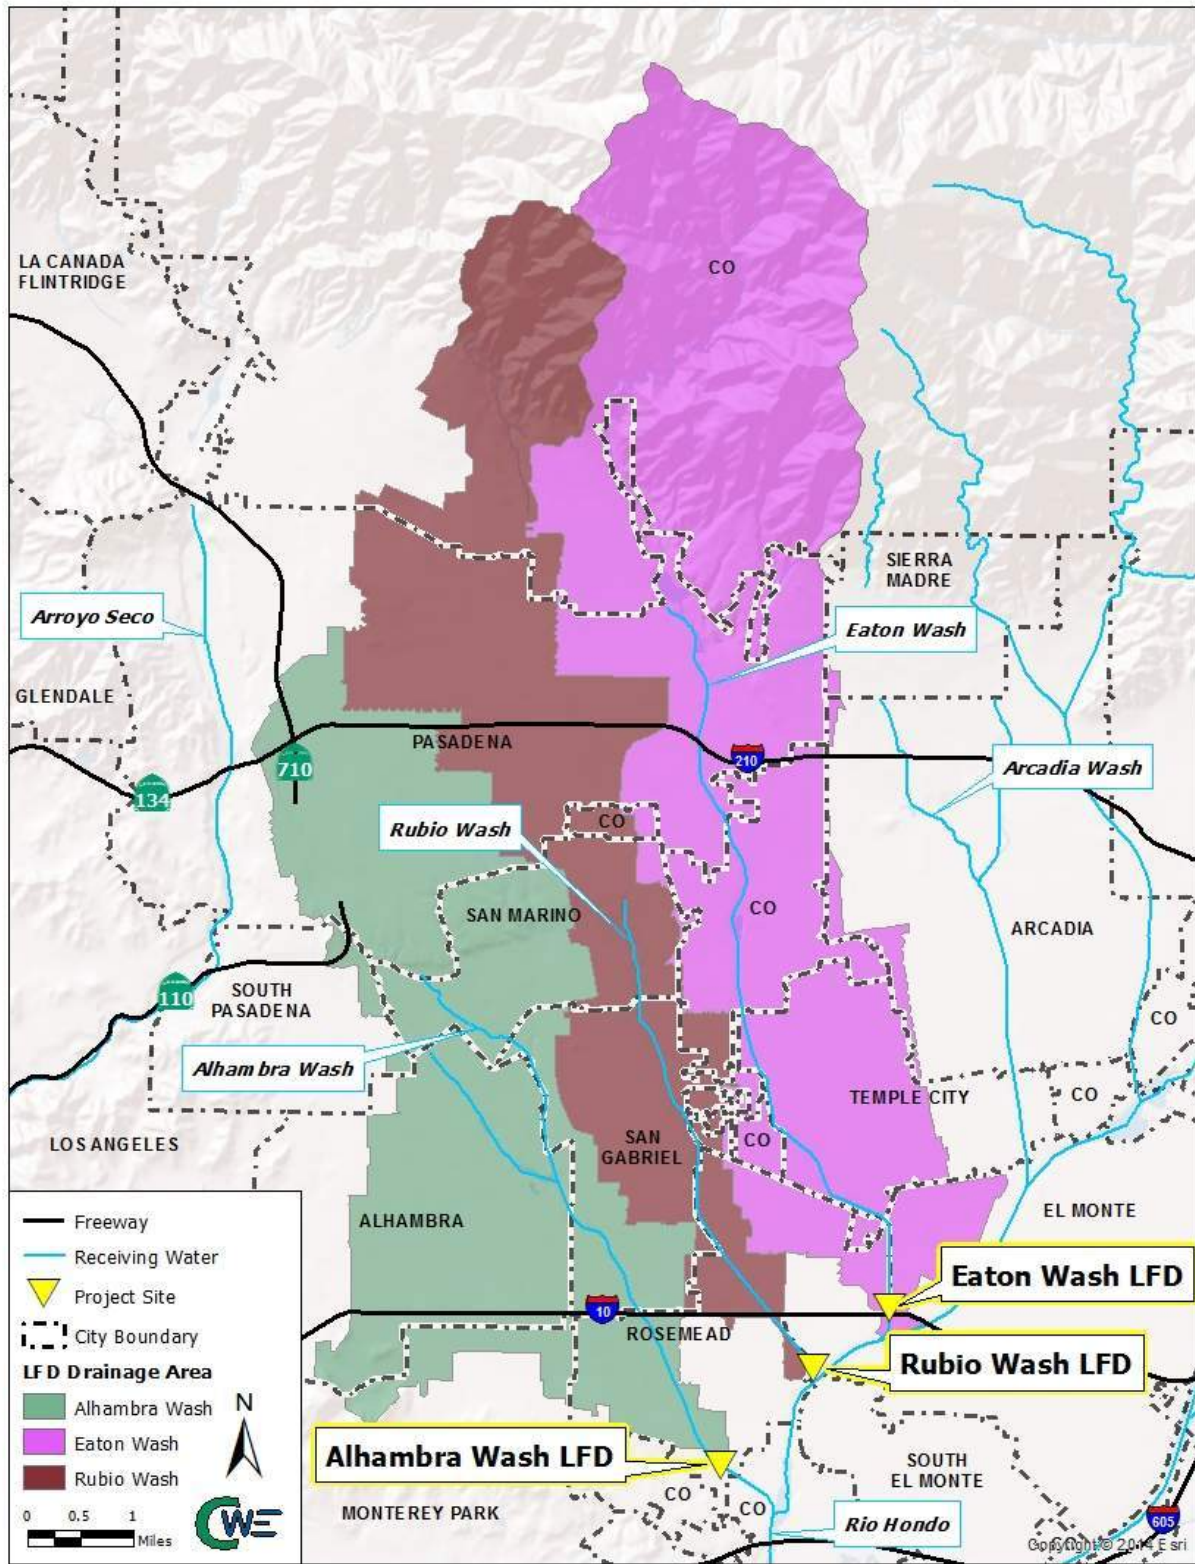 CO
LA CANADA
FLINTRIDGE
SIERRA
MADRE
Arroyo Seco
Eaton Wash
GLENDALE
PASADENA
710
210
134
Arcadia Wash
Rubio Wash
CO
SAN MARINO
CO
ARCADIA
110
SOUTH
PASADENA
CO
Alhambra Wash
TEMPLE CITY
CO
LOS ANGELES
SAN
GABRIEL
CO
ALHAMBRA
EL MONTE
Eaton Wash LFD
10
ROSEMEAD
Rubio Wash LFD
Alhambra Wash LFD
SOUTH
EL MONTE
CO
CO
MONTEREY PARK
Rio Hondo
605
CO
Copyright:© 2014 Esri
Freeway
Receiving Water
Project Site
City Boundary
LFD Drainage Area
Alhambra Wash
Eaton Wash
Rubio Wash
N
0 0.5 1
Miles
CWE